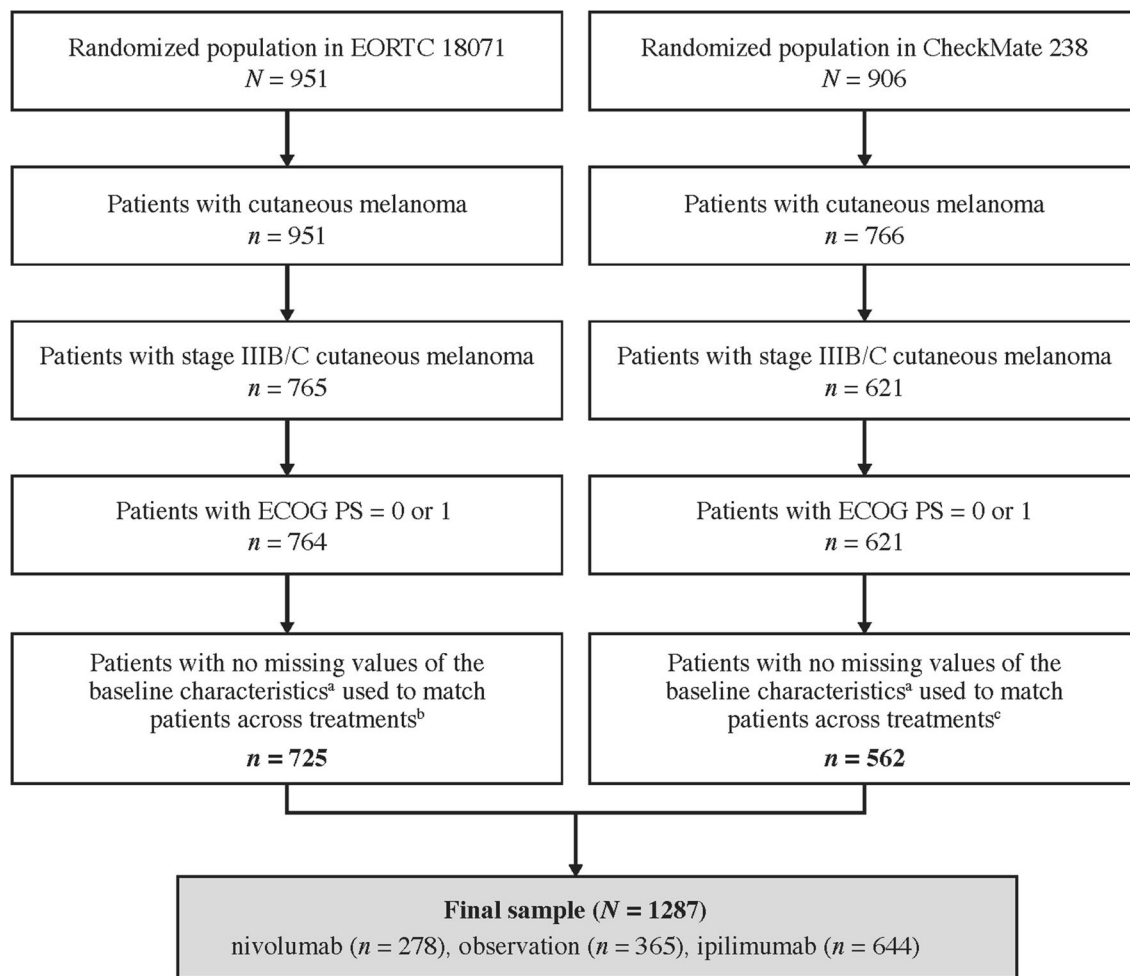 Randomized population in EORTC 18071
N = 951
Randomized population in CheckMate 238
N = 906
Patients with cutaneous melanoma
n = 951
Patients with cutaneous melanoma
n = 766
Patients with stage IIIB/C cutaneous melanoma
n = 765
Patients with stage IIIB/C cutaneous melanoma
n = 621
Patients with ECOG PS = 0 or 1
n = 764
Patients with ECOG PS = 0 or 1
n = 621
Patients with no missing values of the
baseline characteristicsᵃ used to match
patients across treatmentsᵇ
n = 725
Patients with no missing values of the
baseline characteristicsᵃ used to match
patients across treatmentsᶜ
n = 562
Final sample (N = 1287)
nivolumab (n = 278), observation (n = 365), ipilimumab (n = 644)